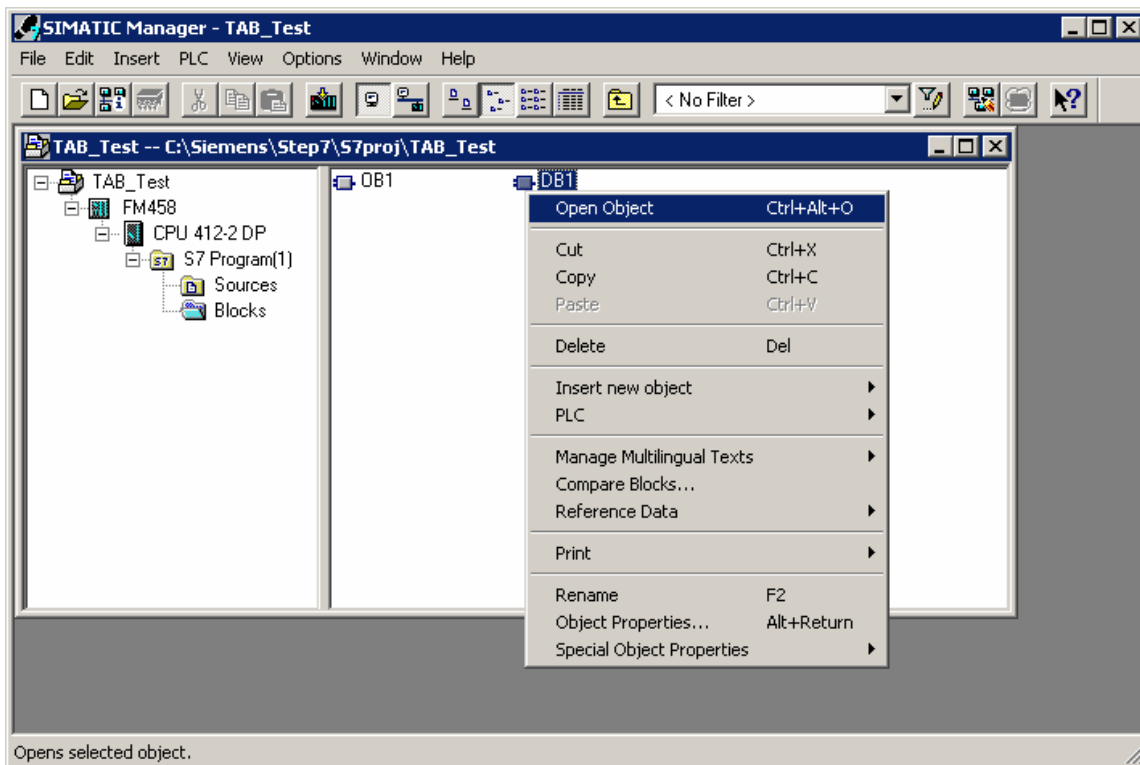 SIMATIC Manager - TAB_Test
File Edit Insert PLC View Options Window Help
< No Filter >
TAB_Test -- C:\Siemens\Step7\S7proj\TAB_Test
TAB_Test
FM458
CPU 412-2 DP
S7 Program(1)
Sources
Blocks
OB1
DB1
Open Object Ctrl+Alt+O
Cut Ctrl+X
Copy Ctrl+C
Paste Ctrl+V
Delete Del
Insert new object
PLC
Manage Multilingual Texts
Compare Blocks...
Reference Data
Print
Rename F2
Object Properties... Alt+Return
Special Object Properties
Opens selected object.